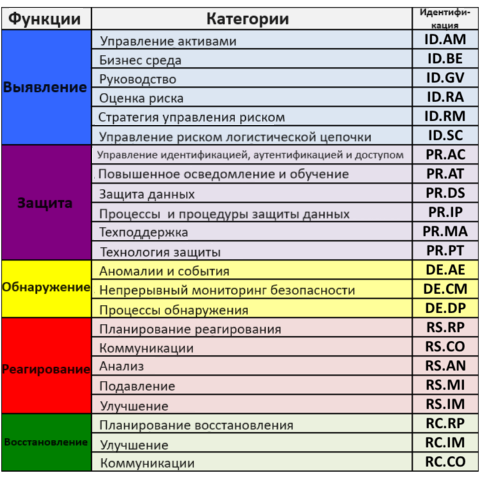 Функции Категории Идентифи-
кация
Выявление
Управление активами ID.AM
Бизнес среда ID.BE
Руководство ID.GV
Оценка риска ID.RA
Стратегия управления риском ID.RM
Управление риском логистической цепочки ID.SC
Защита
Управление идентификацией, аутентификацией и доступом PR.AC
Повышенное осведомление и обучение PR.AT
Защита данных PR.DS
Процессы и процедуры защиты данных PR.IP
Техподдержка PR.MA
Технология защиты PR.PT
Обнаружение
Аномалии и события DE.AE
Непрерывный мониторинг безопасности DE.CM
Процессы обнаружения DE.DP
Реагирование
Планирование реагирования RS.RP
Коммуникации RS.CO
Анализ RS.AN
Подавление RS.MI
Улучшение RS.IM
Восстановление
Планирование восстановления RC.RP
Улучшение RC.IM
Коммуникации RC.CO